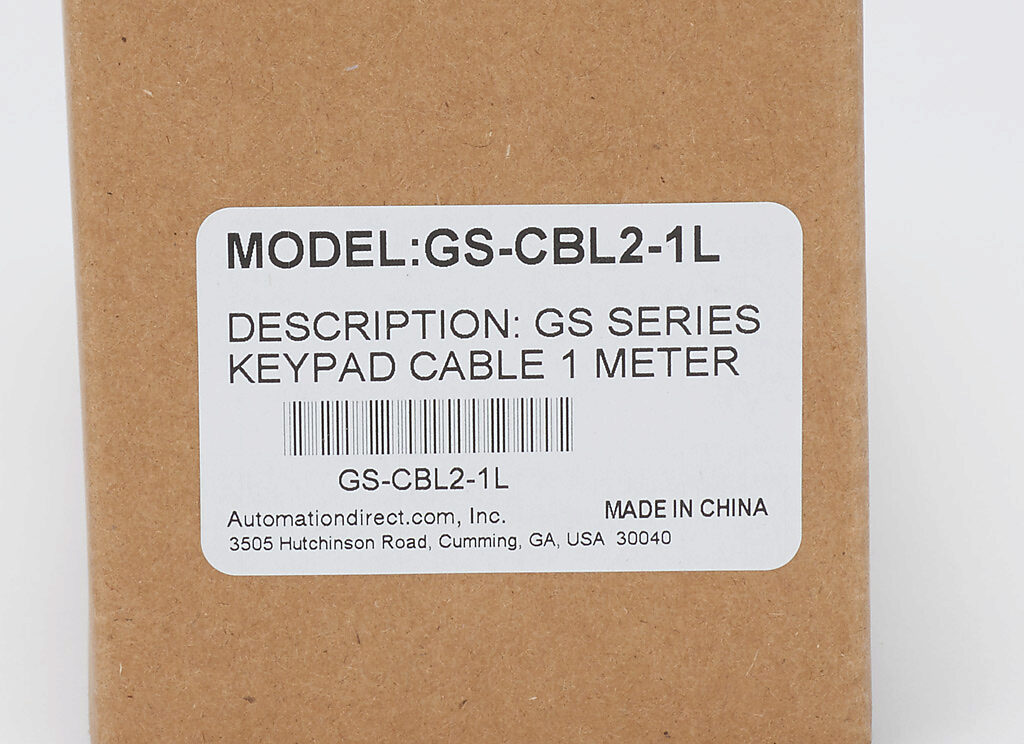 MODEL:GS-CBL2-1L
DESCRIPTION: GS SERIES
KEYPAD CABLE 1 METER
GS-CBL2-1L
Automationdirect.com, Inc. MADE IN CHINA
3505 Hutchinson Road, Cumming, GA, USA 30040